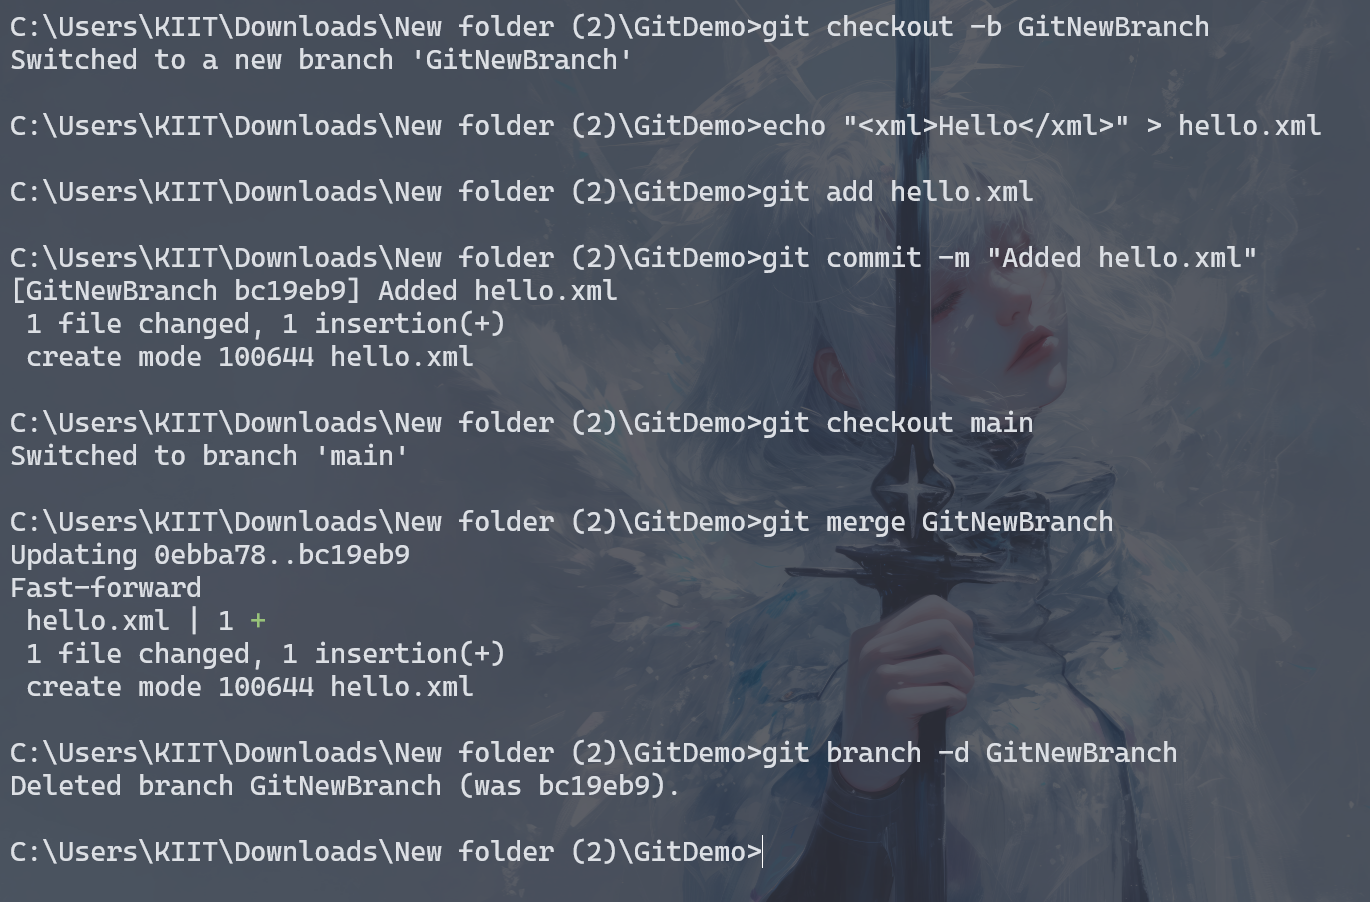 C:\Users\KIIT\Downloads\New folder (2)\GitDemo>git checkout -b GitNewBranch
Switched to a new branch 'GitNewBranch'
C:\Users\KIIT\Downloads\New folder (2)\GitDemo>echo "<xml>Hello</xml>" > hello.xml
C:\Users\KIIT\Downloads\New folder (2)\GitDemo>git add hello.xml
C:\Users\KIIT\Downloads\New folder (2)\GitDemo>git commit -m "Added hello.xml"
[GitNewBranch bc19eb9] Added hello.xml
 1 file changed, 1 insertion(+)
 create mode 100644 hello.xml
C:\Users\KIIT\Downloads\New folder (2)\GitDemo>git checkout main
Switched to branch 'main'
C:\Users\KIIT\Downloads\New folder (2)\GitDemo>git merge GitNewBranch
Updating 0ebba78..bc19eb9
Fast-forward
 hello.xml | 1 +
 1 file changed, 1 insertion(+)
 create mode 100644 hello.xml
C:\Users\KIIT\Downloads\New folder (2)\GitDemo>git branch -d GitNewBranch
Deleted branch GitNewBranch (was bc19eb9).
C:\Users\KIIT\Downloads\New folder (2)\GitDemo>